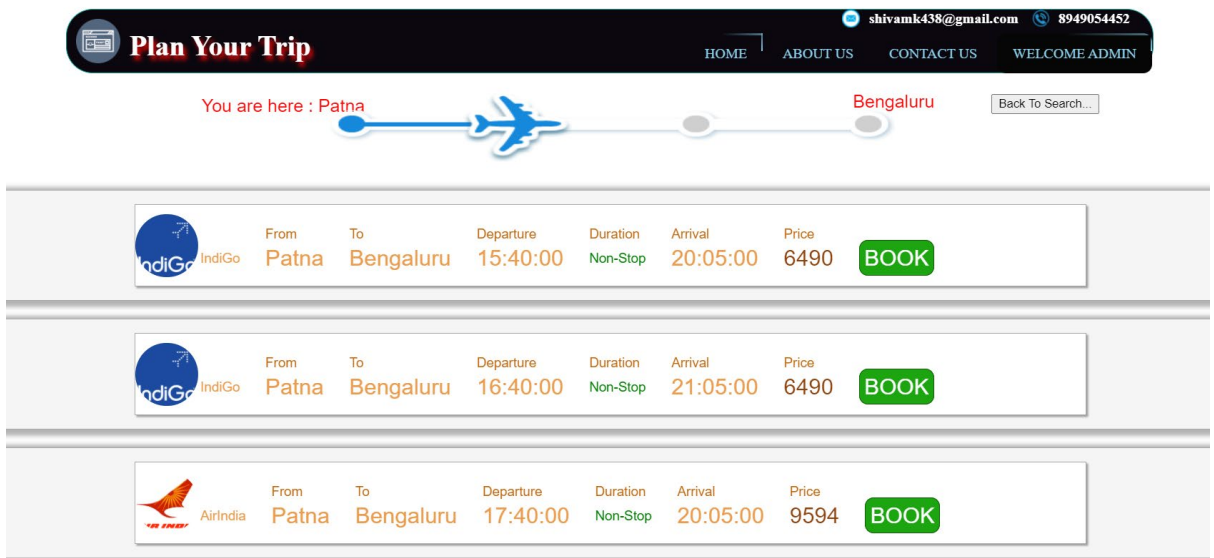 shivamk438@gmail.com 8949054452
Plan Your Trip
HOME ABOUT US CONTACT US WELCOME ADMIN
You are here : Patna Bengaluru Back To Search...
From To Departure Duration Arrival Price
IndiGo IndiGo Patna Bengaluru 15:40:00 Non-Stop 20:05:00 6490 BOOK
From To Departure Duration Arrival Price
IndiGo IndiGo Patna Bengaluru 16:40:00 Non-Stop 21:05:00 6490 BOOK
From To Departure Duration Arrival Price
AirIndia Patna Bengaluru 17:40:00 Non-Stop 20:05:00 9594 BOOK